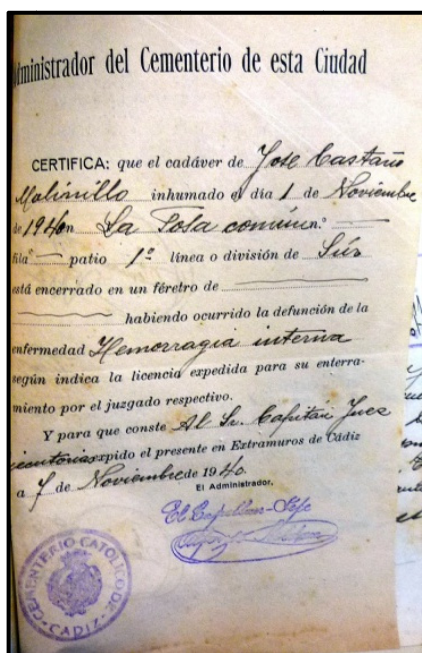 dministrador del Cementerio de esta Ciudad
CERTIFICA: que el cadáver de Jose Castaño
Molinillo inhumado el día 1 de Noviembre
de 1940 en La Fosa común n.º
fila" patio 1º línea o división de Sur
está encerrado en un féretro de
habiendo ocurrido la defunción de la
enfermedad Hemorragia interna
según indica la licencia expedida para su enterra-
miento por el juzgado respectivo.
Y para que conste Al Sr. Capitan Juez
expido el presente en Extramuros de Cádiz
a 7 de Noviembre de 1940.
El Administrador,
El Capellan-Jefe
CEMENTERIO CATOLICO DE CADIZ